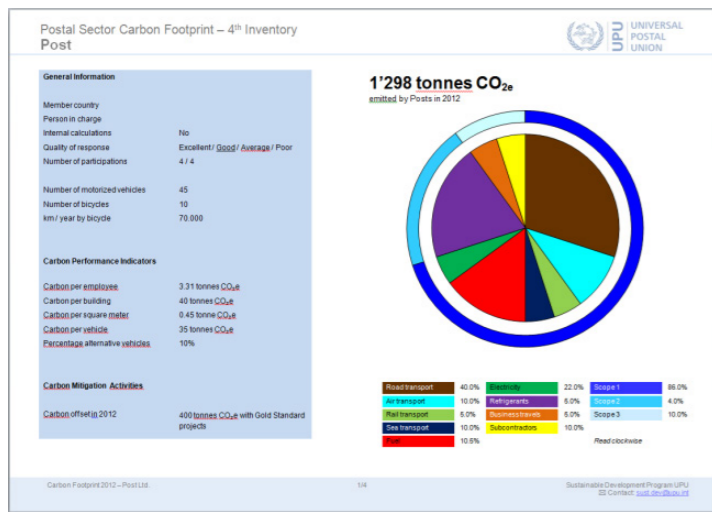 Postal Sector Carbon Footprint – 4th Inventory
Post
UPU
UNIVERSAL
POSTAL
UNION
General Information
Member country
Person in charge
Internal calculations No
Quality of response Excellent / Good / Average / Poor
Number of participations 4 / 4
Number of motorized vehicles 45
Number of bicycles 10
km / year by bicycle 70.000
Carbon Performance Indicators
Carbon per employee 3.31 tonnes CO₂e
Carbon per building 40 tonnes CO₂e
Carbon per square meter 0.45 tonne CO₂e
Carbon per vehicle 35 tonnes CO₂e
Percentage alternative vehicles 10%
Carbon Mitigation Activities
Carbon offset in 2012 400 tonnes CO₂e with Gold Standard
projects
1'298 tonnes CO₂e
emitted by Posts in 2012
Road transport 40.0% Electricity 22.0% Scope 1 86.0%
Air transport 10.0% Refrigerants 5.0% Scope 2 4.0%
Rail transport 5.0% Business travels 5.0% Scope 3 10.0%
Sea transport 10.0% Subcontractors 10.0%
Fuel 10.5% Read clockwise
Carbon Footprint 2012 – Post Ltd.
1/4
Sustainable Development Program UPU
Contact: sust.dev@upu.int